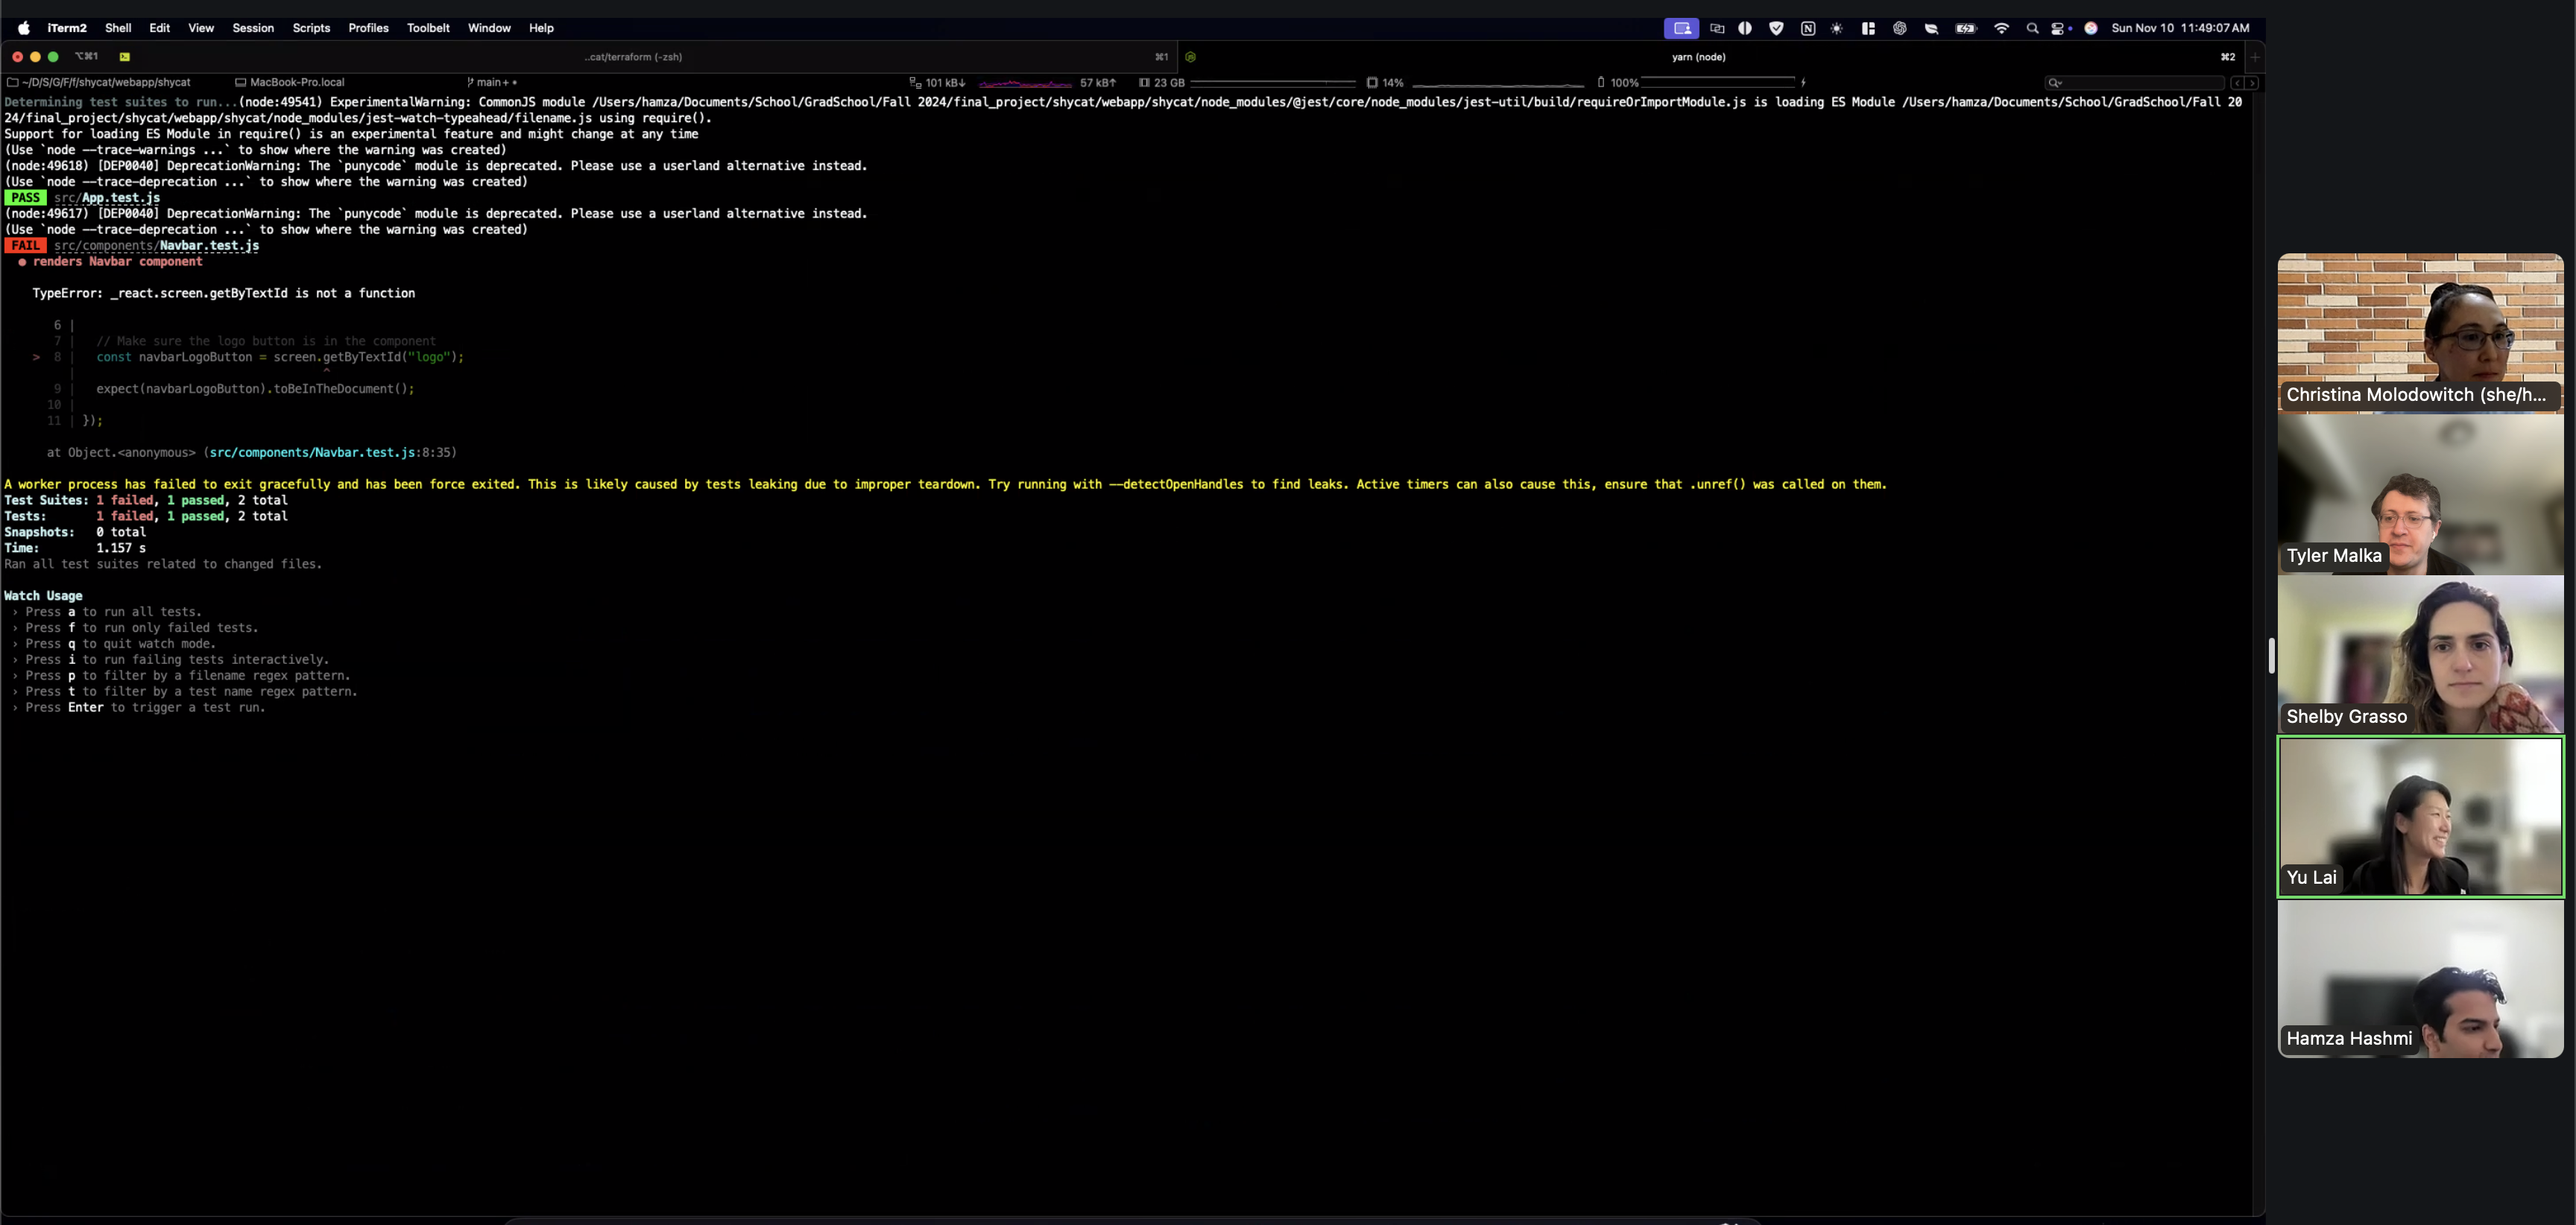 iTerm2 Shell Edit View Session Scripts Profiles Toolbelt Window Help Sun Nov 10 11:49:07 AM
⌥⌘1 ..cat/terraform (-zsh) ⌘1 yarn (node) ⌘2
~/D/S/G/F/f/shycat/webapp/shycat MacBook-Pro.local main+• 101 kB↓ 57 kB↑ 23 GB 14% 100%
Determining test suites to run...(node:49541) ExperimentalWarning: CommonJS module /Users/hamza/Documents/School/GradSchool/Fall 2024/final_project/shycat/webapp/shycat/node_modules/@jest/core/node_modules/jest-util/build/requireOrImportModule.js is loading ES Module /Users/hamza/Documents/School/GradSchool/Fall 20
24/final_project/shycat/webapp/shycat/node_modules/jest-watch-typeahead/filename.js using require().
Support for loading ES Module in require() is an experimental feature and might change at any time
(Use `node --trace-warnings ...` to show where the warning was created)
(node:49618) [DEP0040] DeprecationWarning: The `punycode` module is deprecated. Please use a userland alternative instead.
(Use `node --trace-deprecation ...` to show where the warning was created)
PASS src/App.test.js
(node:49617) [DEP0040] DeprecationWarning: The `punycode` module is deprecated. Please use a userland alternative instead.
(Use `node --trace-deprecation ...` to show where the warning was created)
FAIL src/components/Navbar.test.js
● renders Navbar component
TypeError: _react.screen.getByTextId is not a function
6 |
7 | // Make sure the logo button is in the component
> 8 | const navbarLogoButton = screen.getByTextId("logo");
| ^
9 | expect(navbarLogoButton).toBeInTheDocument();
10 |
11 | });
at Object.<anonymous> (src/components/Navbar.test.js:8:35)
A worker process has failed to exit gracefully and has been force exited. This is likely caused by tests leaking due to improper teardown. Try running with --detectOpenHandles to find leaks. Active timers can also cause this, ensure that .unref() was called on them.
Test Suites: 1 failed, 1 passed, 2 total
Tests: 1 failed, 1 passed, 2 total
Snapshots: 0 total
Time: 1.157 s
Ran all test suites related to changed files.
Watch Usage
› Press a to run all tests.
› Press f to run only failed tests.
› Press q to quit watch mode.
› Press i to run failing tests interactively.
› Press p to filter by a filename regex pattern.
› Press t to filter by a test name regex pattern.
› Press Enter to trigger a test run.
Christina Molodowitch (she/h...
Tyler Malka
Shelby Grasso
Yu Lai
Hamza Hashmi